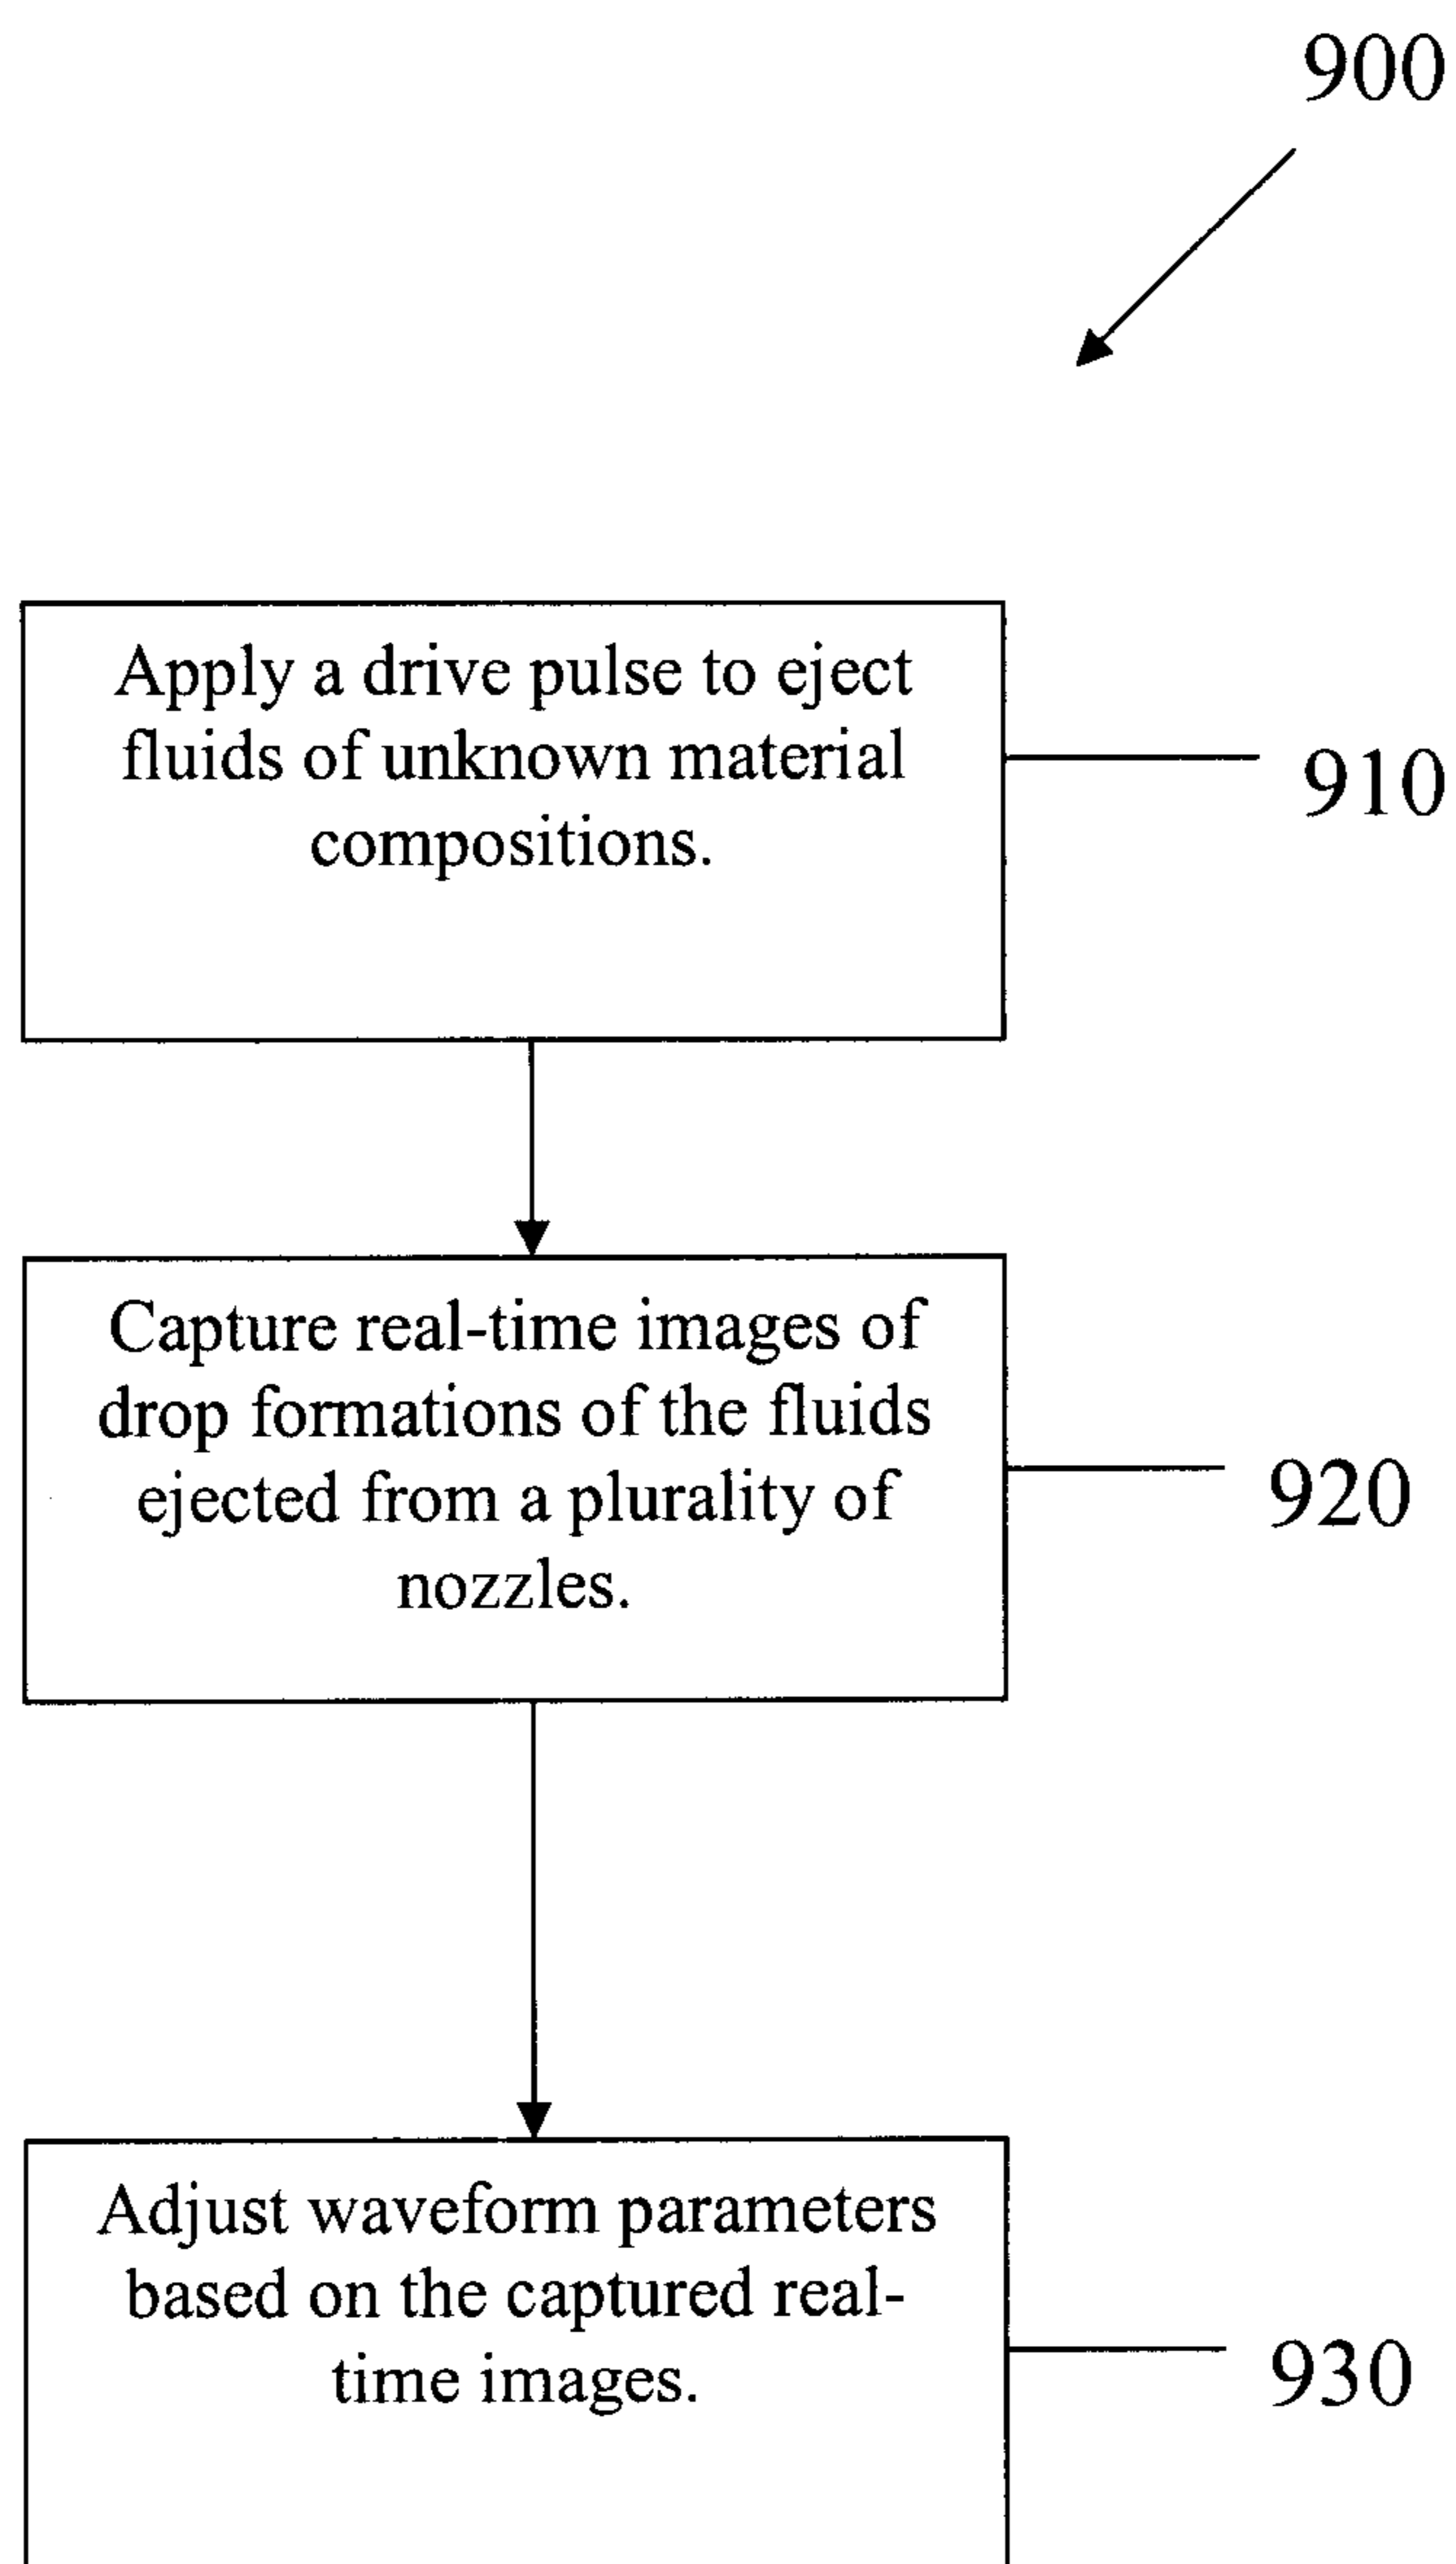 900
Apply a drive pulse to eject
fluids of unknown material
compositions.
910
Capture real-time images of
drop formations of the fluids
ejected from a plurality of
nozzles.
920
Adjust waveform parameters
based on the captured real-
time images.
930